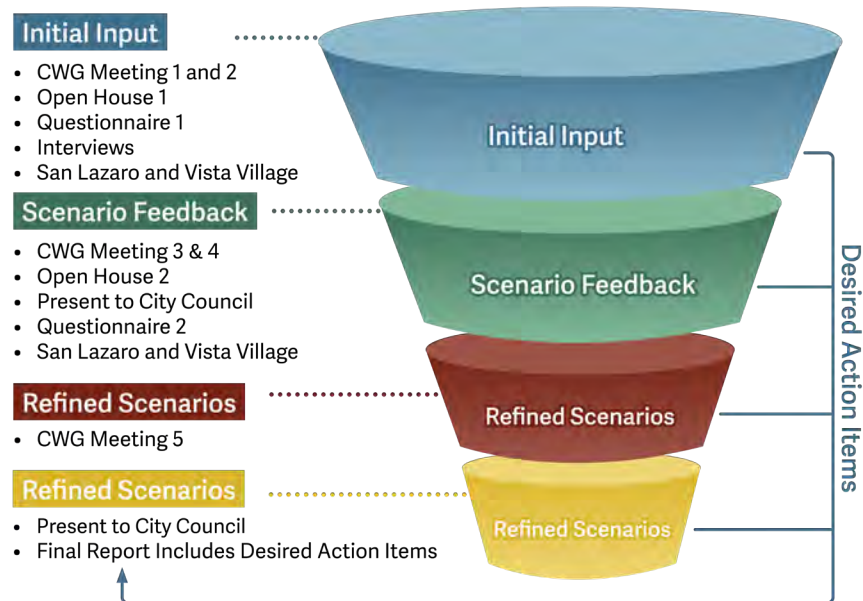 Initial Input
• CWG Meeting 1 and 2
• Open House 1
• Questionnaire 1
• Interviews
• San Lazaro and Vista Village
Scenario Feedback
• CWG Meeting 3 & 4
• Open House 2
• Present to City Council
• Questionnaire 2
• San Lazaro and Vista Village
Refined Scenarios
• CWG Meeting 5
Refined Scenarios
• Present to City Council
• Final Report Includes Desired Action Items
Initial Input
Scenario Feedback
Refined Scenarios
Refined Scenarios
Desired Action Items